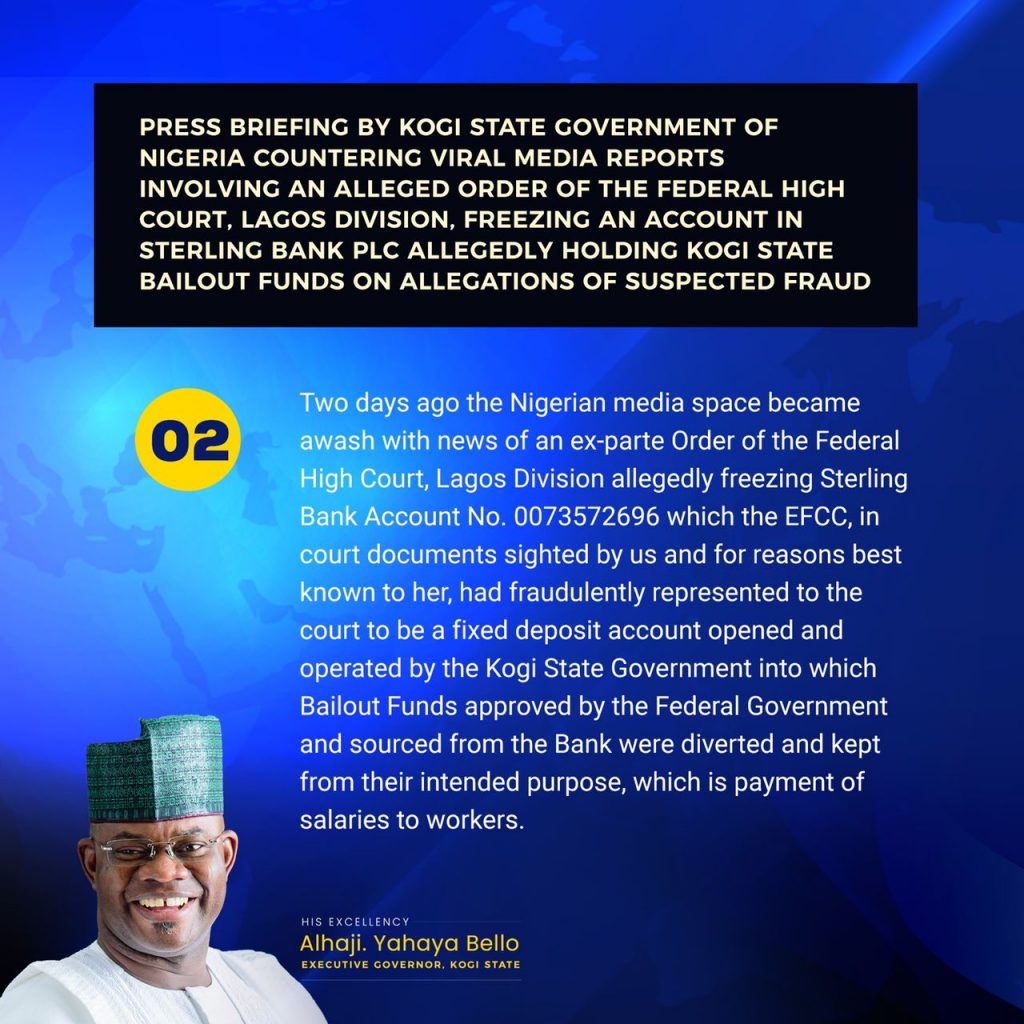 PRESS BRIEFING BY KOGI STATE GOVERNMENT OF
NIGERIA COUNTERING VIRAL MEDIA REPORTS
INVOLVING AN ALLEGED ORDER OF THE FEDERAL HIGH
COURT, LAGOS DIVISION, FREEZING AN ACCOUNT IN
STERLING BANK PLC ALLEGEDLY HOLDING KOGI STATE
BAILOUT FUNDS ON ALLEGATIONS OF SUSPECTED FRAUD
02
Two days ago the Nigerian media space became
awash with news of an ex-parte Order of the Federal
High Court, Lagos Division allegedly freezing Sterling
Bank Account No. 0073572696 which the EFCC, in
court documents sighted by us and for reasons best
known to her, had fraudulently represented to the
court to be a fixed deposit account opened and
operated by the Kogi State Government into which
Bailout Funds approved by the Federal Government
and sourced from the Bank were diverted and kept
from their intended purpose, which is payment of
salaries to workers.
HIS EXCELLENCY
Alhaji. Yahaya Bello
EXECUTIVE GOVERNOR, KOGI STATE